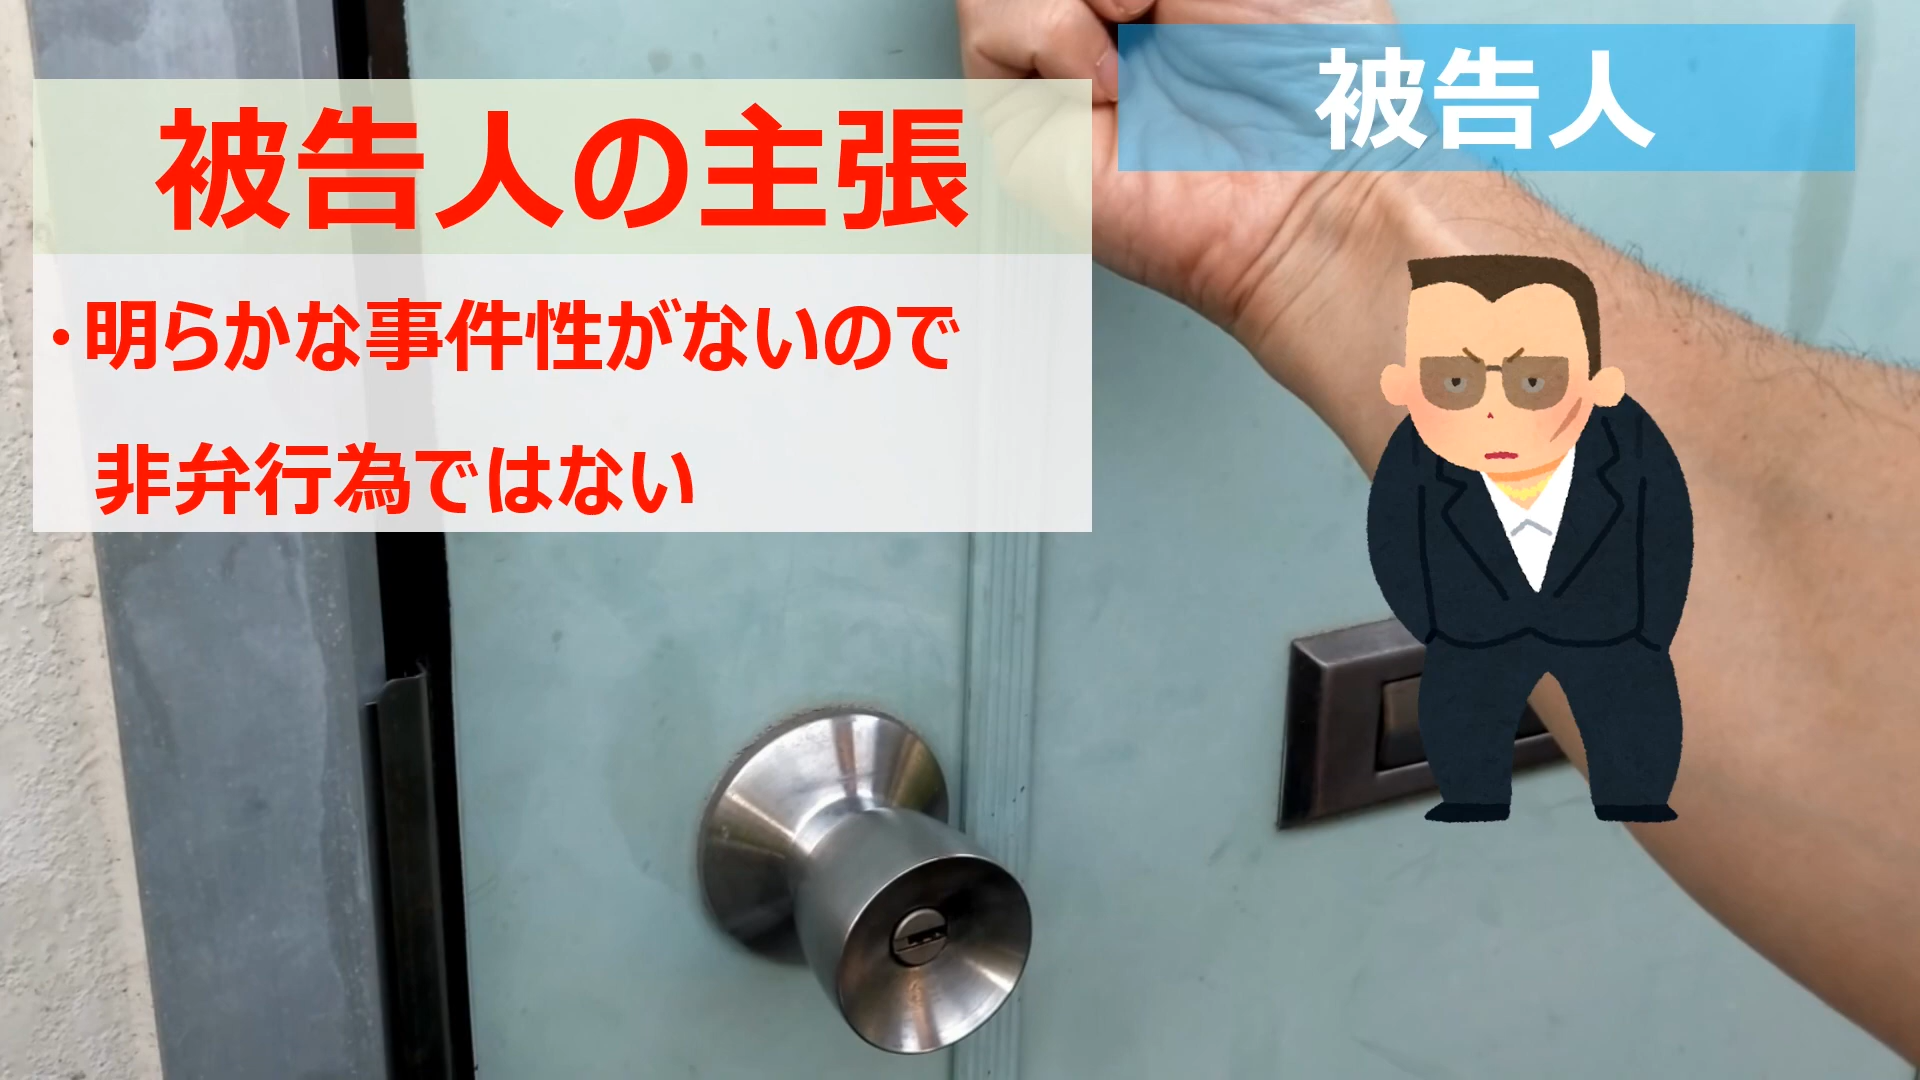 被告人の主張
・明らかな事件性がないので
非弁行為ではない
被告人